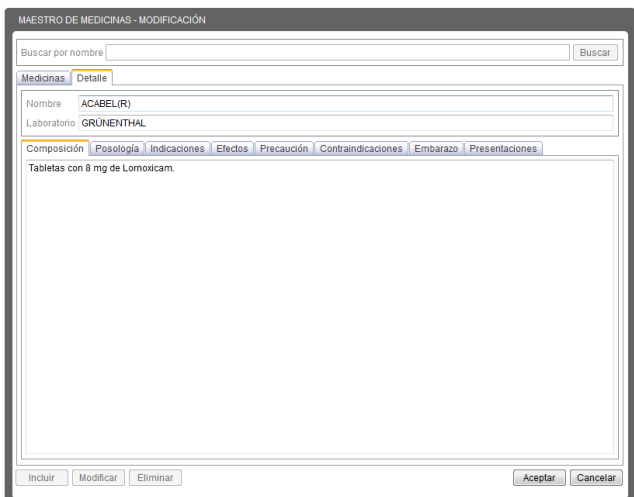 MAESTRO DE MEDICINAS - MODIFICACIÓN
Buscar por nombre Buscar
Medicinas Detalle
Nombre ACABEL(R)
Laboratorio GRÜNENTHAL
Composición Posología Indicaciones Efectos Precaución Contraindicaciones Embarazo Presentaciones
Tabletas con 8 mg de Lornoxicam.
Incluir Modificar Eliminar Aceptar Cancelar